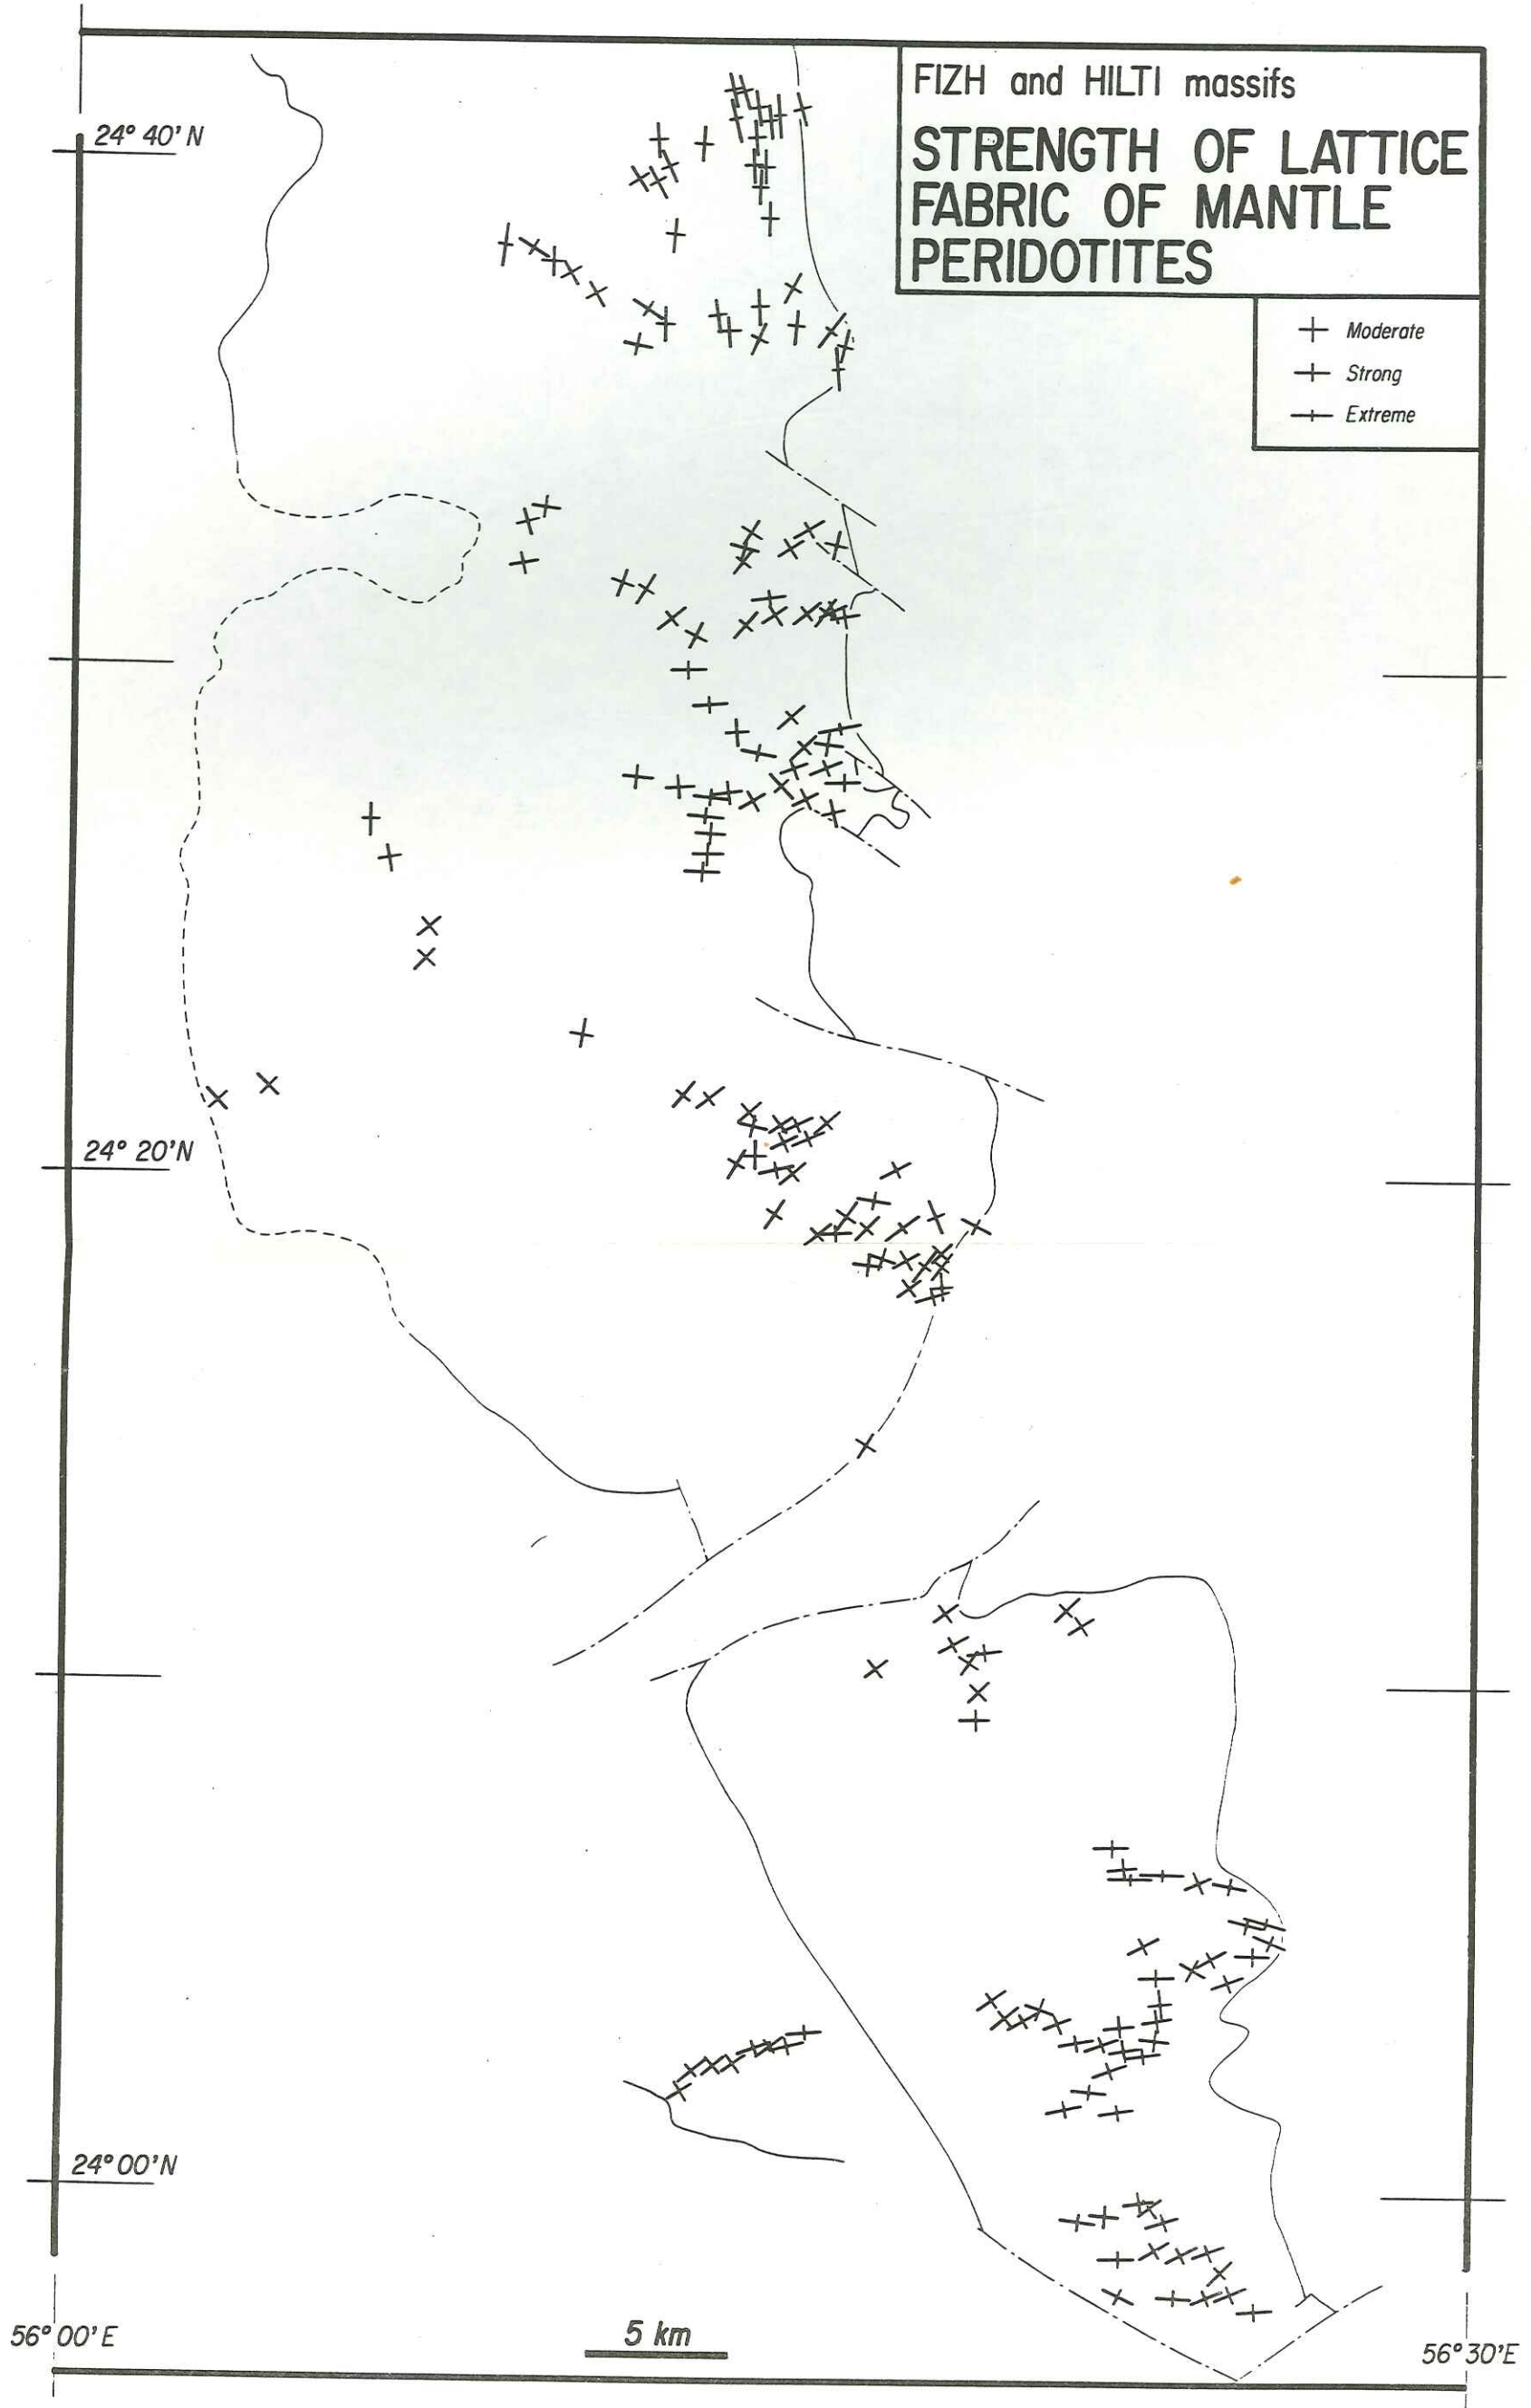 FIZH and HILTI massifs
STRENGTH OF LATTICE
FABRIC OF MANTLE
PERIDOTITES
Moderate
Strong
Extreme
24° 40' N
24° 20'N
24° 00'N
56° 00'E
5 km
56° 30'E